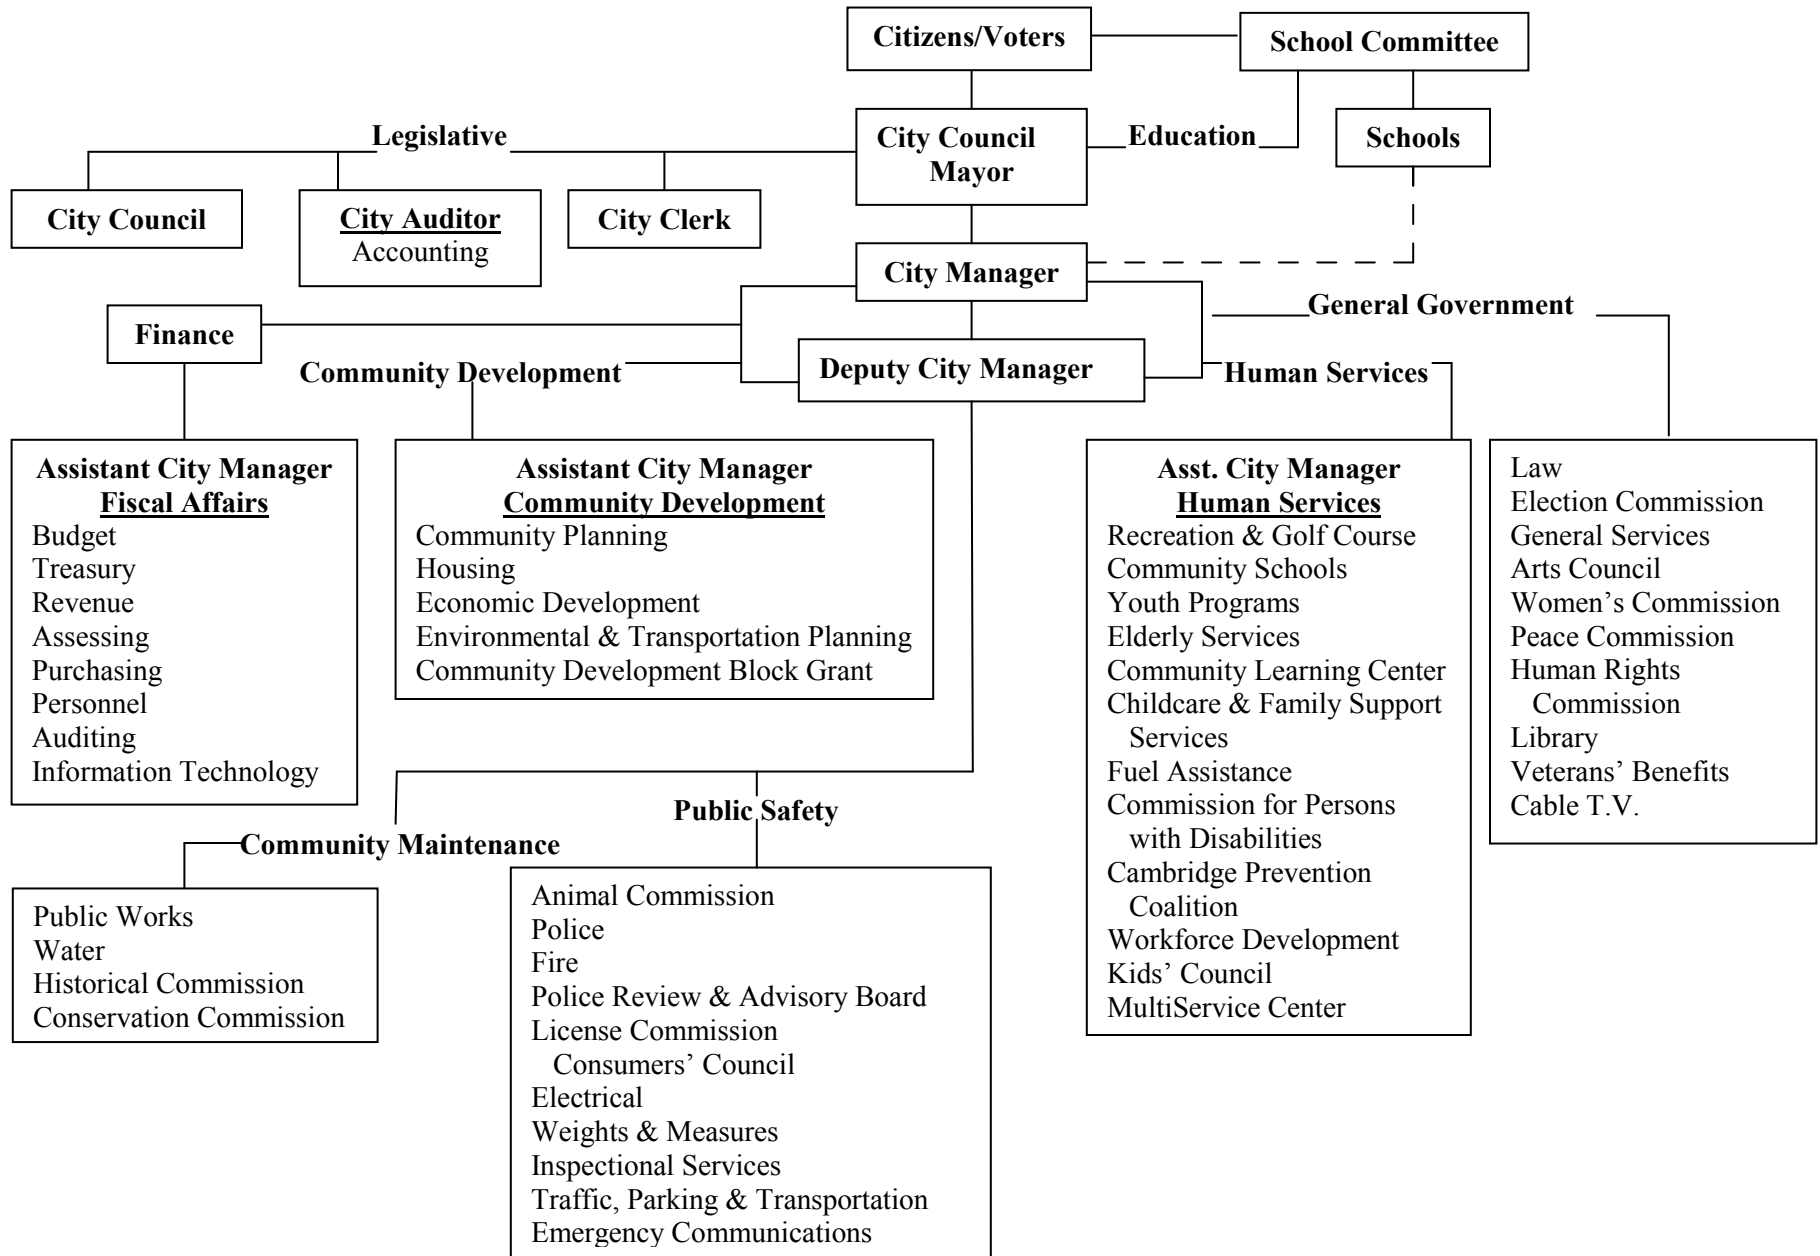 Citizens/Voters
School Committee
Legislative
City Council
Mayor
Education
Schools
City Council
City Auditor
Accounting
City Clerk
City Manager
General Government
Finance
Community Development
Deputy City Manager
Human Services
Assistant City Manager
Fiscal Affairs
Budget
Treasury
Revenue
Assessing
Purchasing
Personnel
Auditing
Information Technology
Assistant City Manager
Community Development
Community Planning
Housing
Economic Development
Environmental & Transportation Planning
Community Development Block Grant
Asst. City Manager
Human Services
Recreation & Golf Course
Community Schools
Youth Programs
Elderly Services
Community Learning Center
Childcare & Family Support
Services
Fuel Assistance
Commission for Persons
with Disabilities
Cambridge Prevention
Coalition
Workforce Development
Kids’ Council
MultiService Center
Law
Election Commission
General Services
Arts Council
Women’s Commission
Peace Commission
Human Rights
Commission
Library
Veterans’ Benefits
Cable T.V.
Public Safety
Community Maintenance
Public Works
Water
Historical Commission
Conservation Commission
Animal Commission
Police
Fire
Police Review & Advisory Board
License Commission
Consumers’ Council
Electrical
Weights & Measures
Inspectional Services
Traffic, Parking & Transportation
Emergency Communications